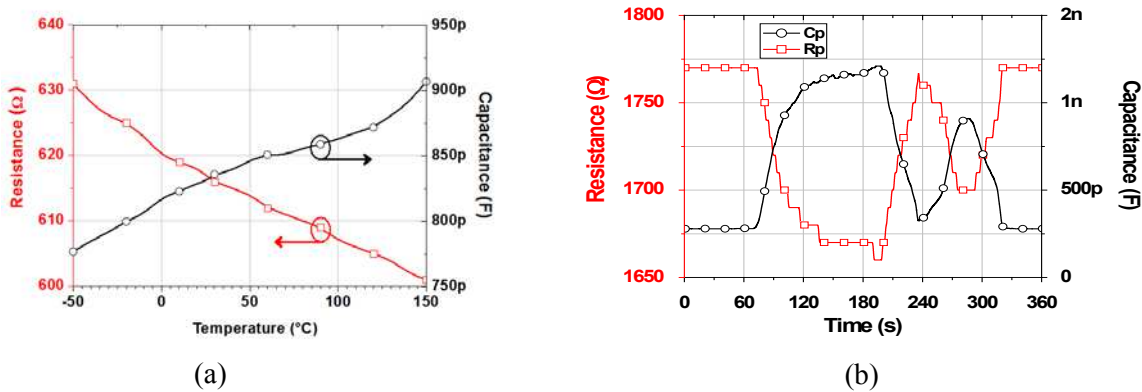 640
630
620
610
600
Resistance (Ω)
950p
900p
850p
800p
750p
Capacitance (F)
-50
0
50
100
150
Temperature (°C)
(a)
1800
1750
1700
1650
Resistance (Ω)
Cp
Rp
2n
1n
500p
0
Capacitance (F)
0
60
120
180
240
300
360
Time (s)
(b)